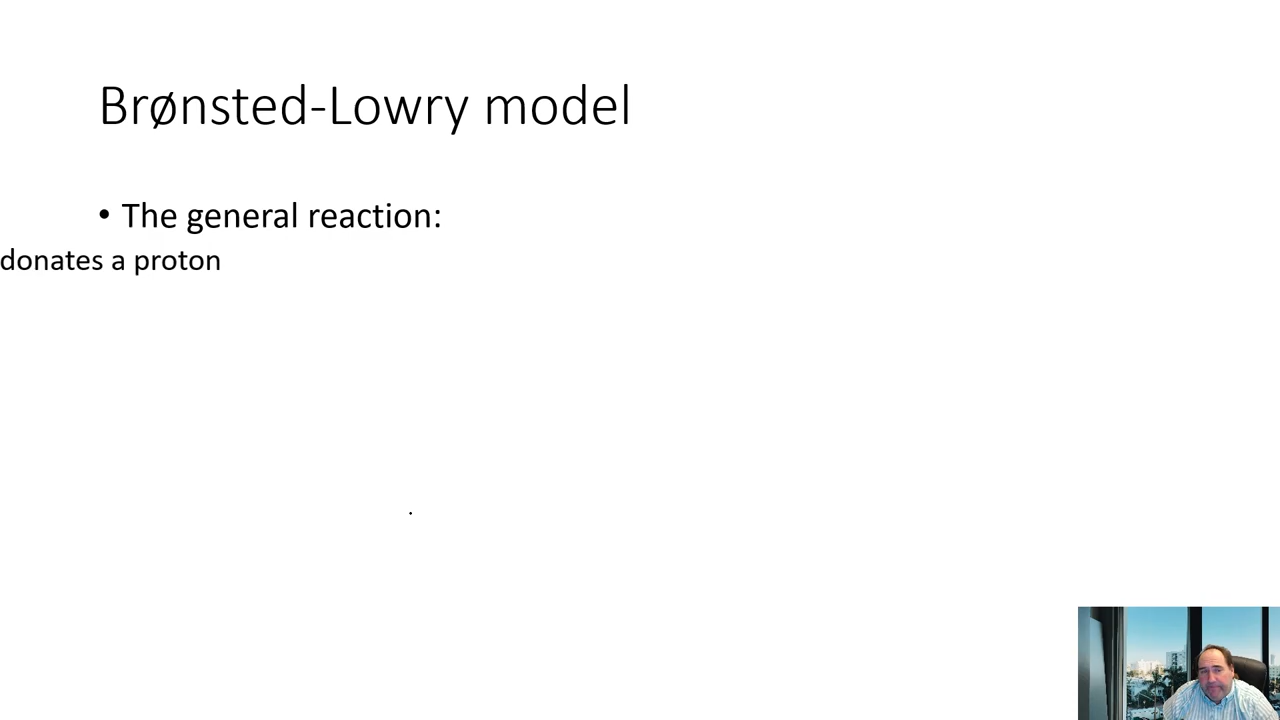 Brønsted-Lowry model
• The general reaction:
donates a proton